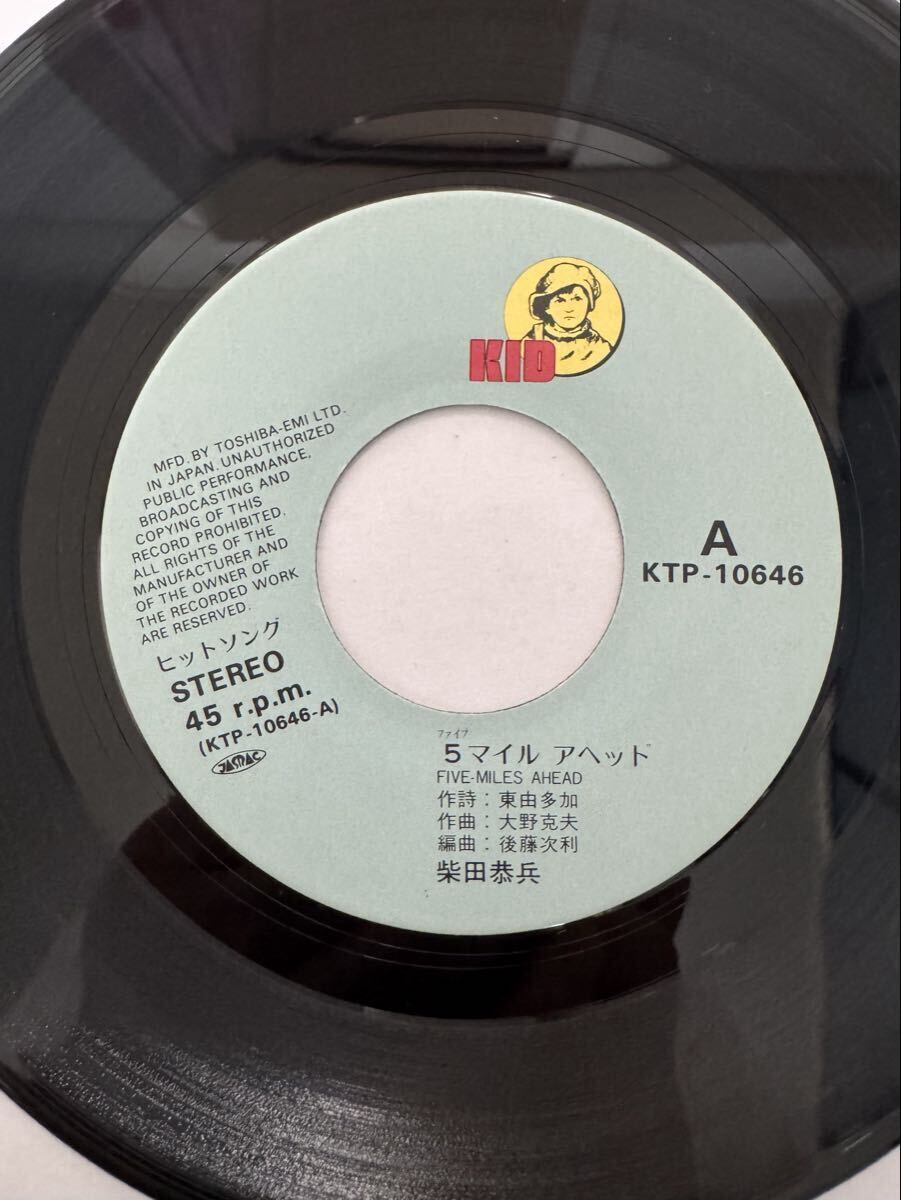 KID
MFD. BY TOSHIBA-EMI LTD.
IN JAPAN. UNAUTHORIZED
PUBLIC PERFORMANCE,
BROADCASTING AND
COPYING OF THIS
RECORD PROHIBITED.
ALL RIGHTS OF THE
MANUFACTURER AND
OF THE OWNER OF
THE RECORDED WORK
ARE RESERVED.
ヒットソング
STEREO
45 r.p.m.
(KTP-10646-A)
JASRAC
A
KTP-10646
ファイブ
5マイル アヘッド
FIVE-MILES AHEAD
作詩：東由多加
作曲：大野克夫
編曲：後藤次利
柴田恭兵